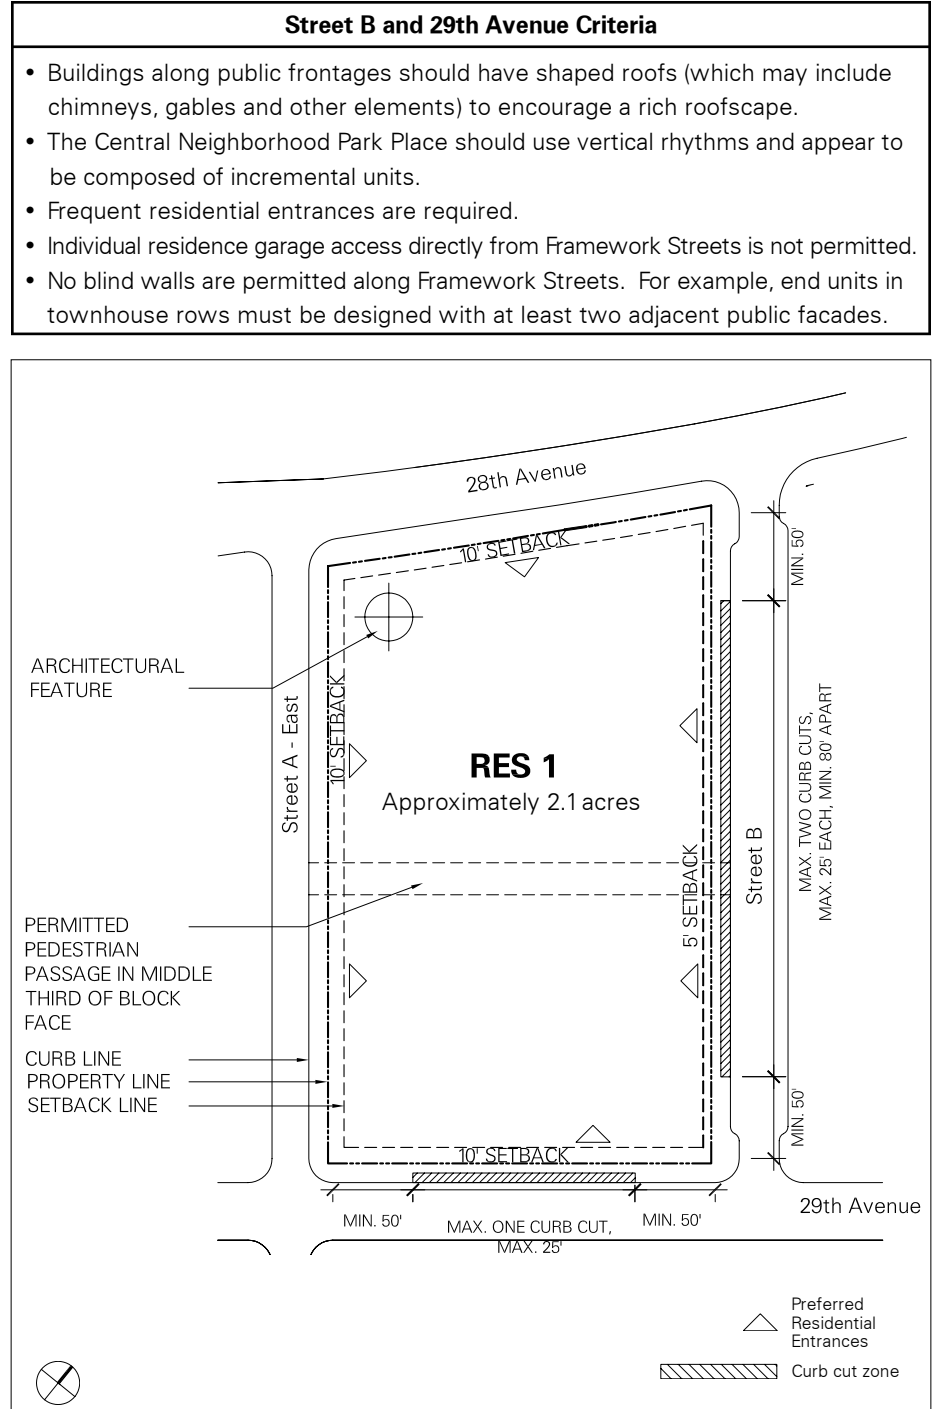 Street B and 29th Avenue Criteria
• Buildings along public frontages should have shaped roofs (which may include
chimneys, gables and other elements) to encourage a rich roofscape.
• The Central Neighborhood Park Place should use vertical rhythms and appear to
be composed of incremental units.
• Frequent residential entrances are required.
• Individual residence garage access directly from Framework Streets is not permitted.
• No blind walls are permitted along Framework Streets. For example, end units in
townhouse rows must be designed with at least two adjacent public facades.
28th Avenue
10' SETBACK
MIN. 50'
ARCHITECTURAL
FEATURE
10' SETBACK
Street A - East
RES 1
Approximately 2.1 acres
MAX. TWO CURB CUTS,
MAX. 25' EACH, MIN. 80' APART
Street B
5' SETBACK
PERMITTED
PEDESTRIAN
PASSAGE IN MIDDLE
THIRD OF BLOCK
FACE
CURB LINE
PROPERTY LINE
SETBACK LINE
MIN. 50'
10' SETBACK
29th Avenue
MIN. 50'
MAX. ONE CURB CUT,
MAX. 25'
MIN. 50'
Preferred
Residential
Entrances
Curb cut zone